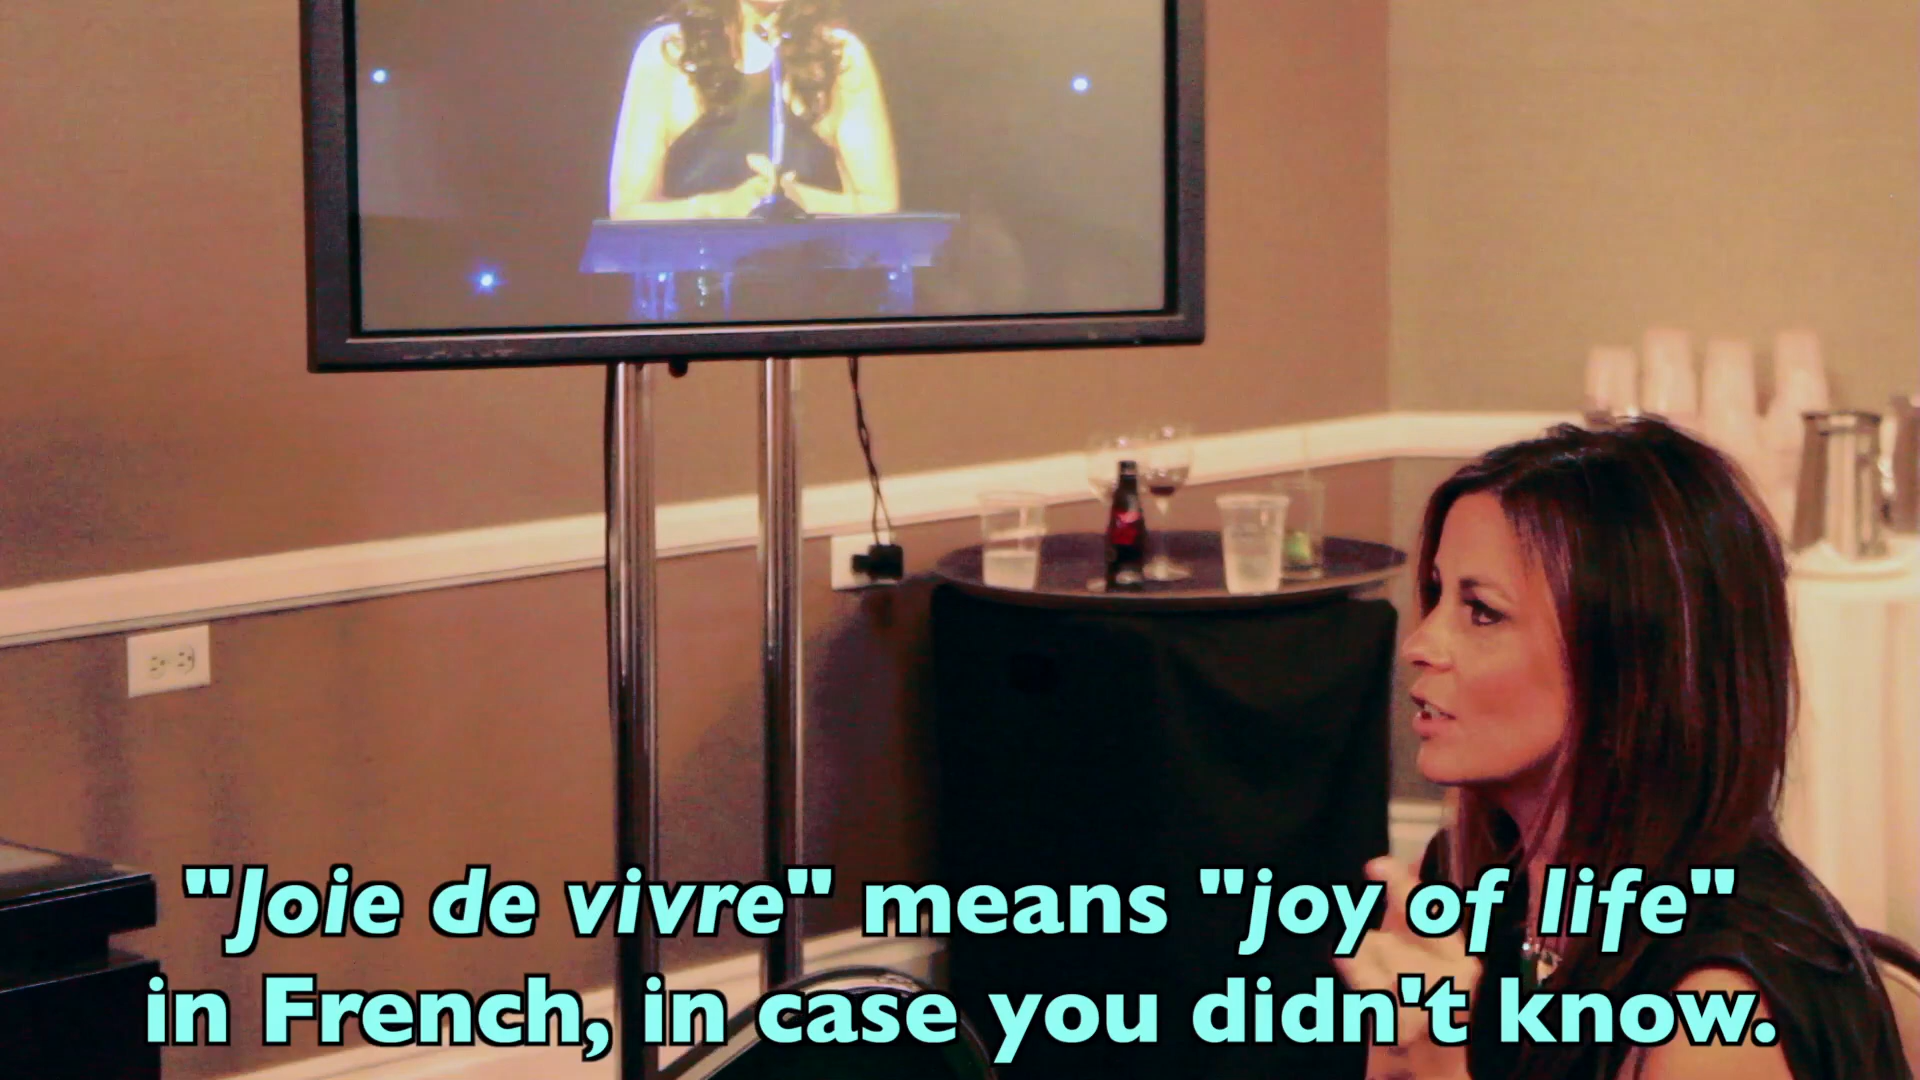 "Joie de vivre" means "joy of life"
in French, in case you didn't know.